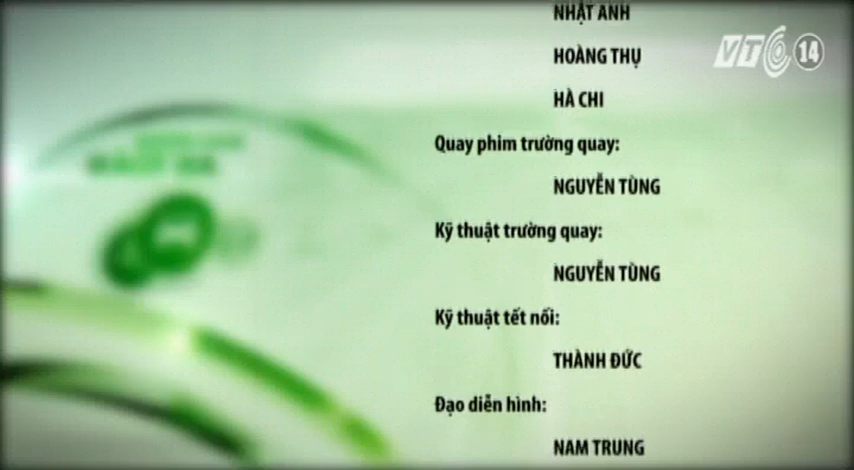 NHẬT ANH
VTC 14
HOÀNG THỤ
HÀ CHI
Quay phim trường quay:
NGUYỄN TÙNG
Kỹ thuật trường quay:
NGUYỄN TÙNG
Kỹ thuật tết nối:
THÀNH ĐỨC
Đạo diễn hình:
NAM TRUNG